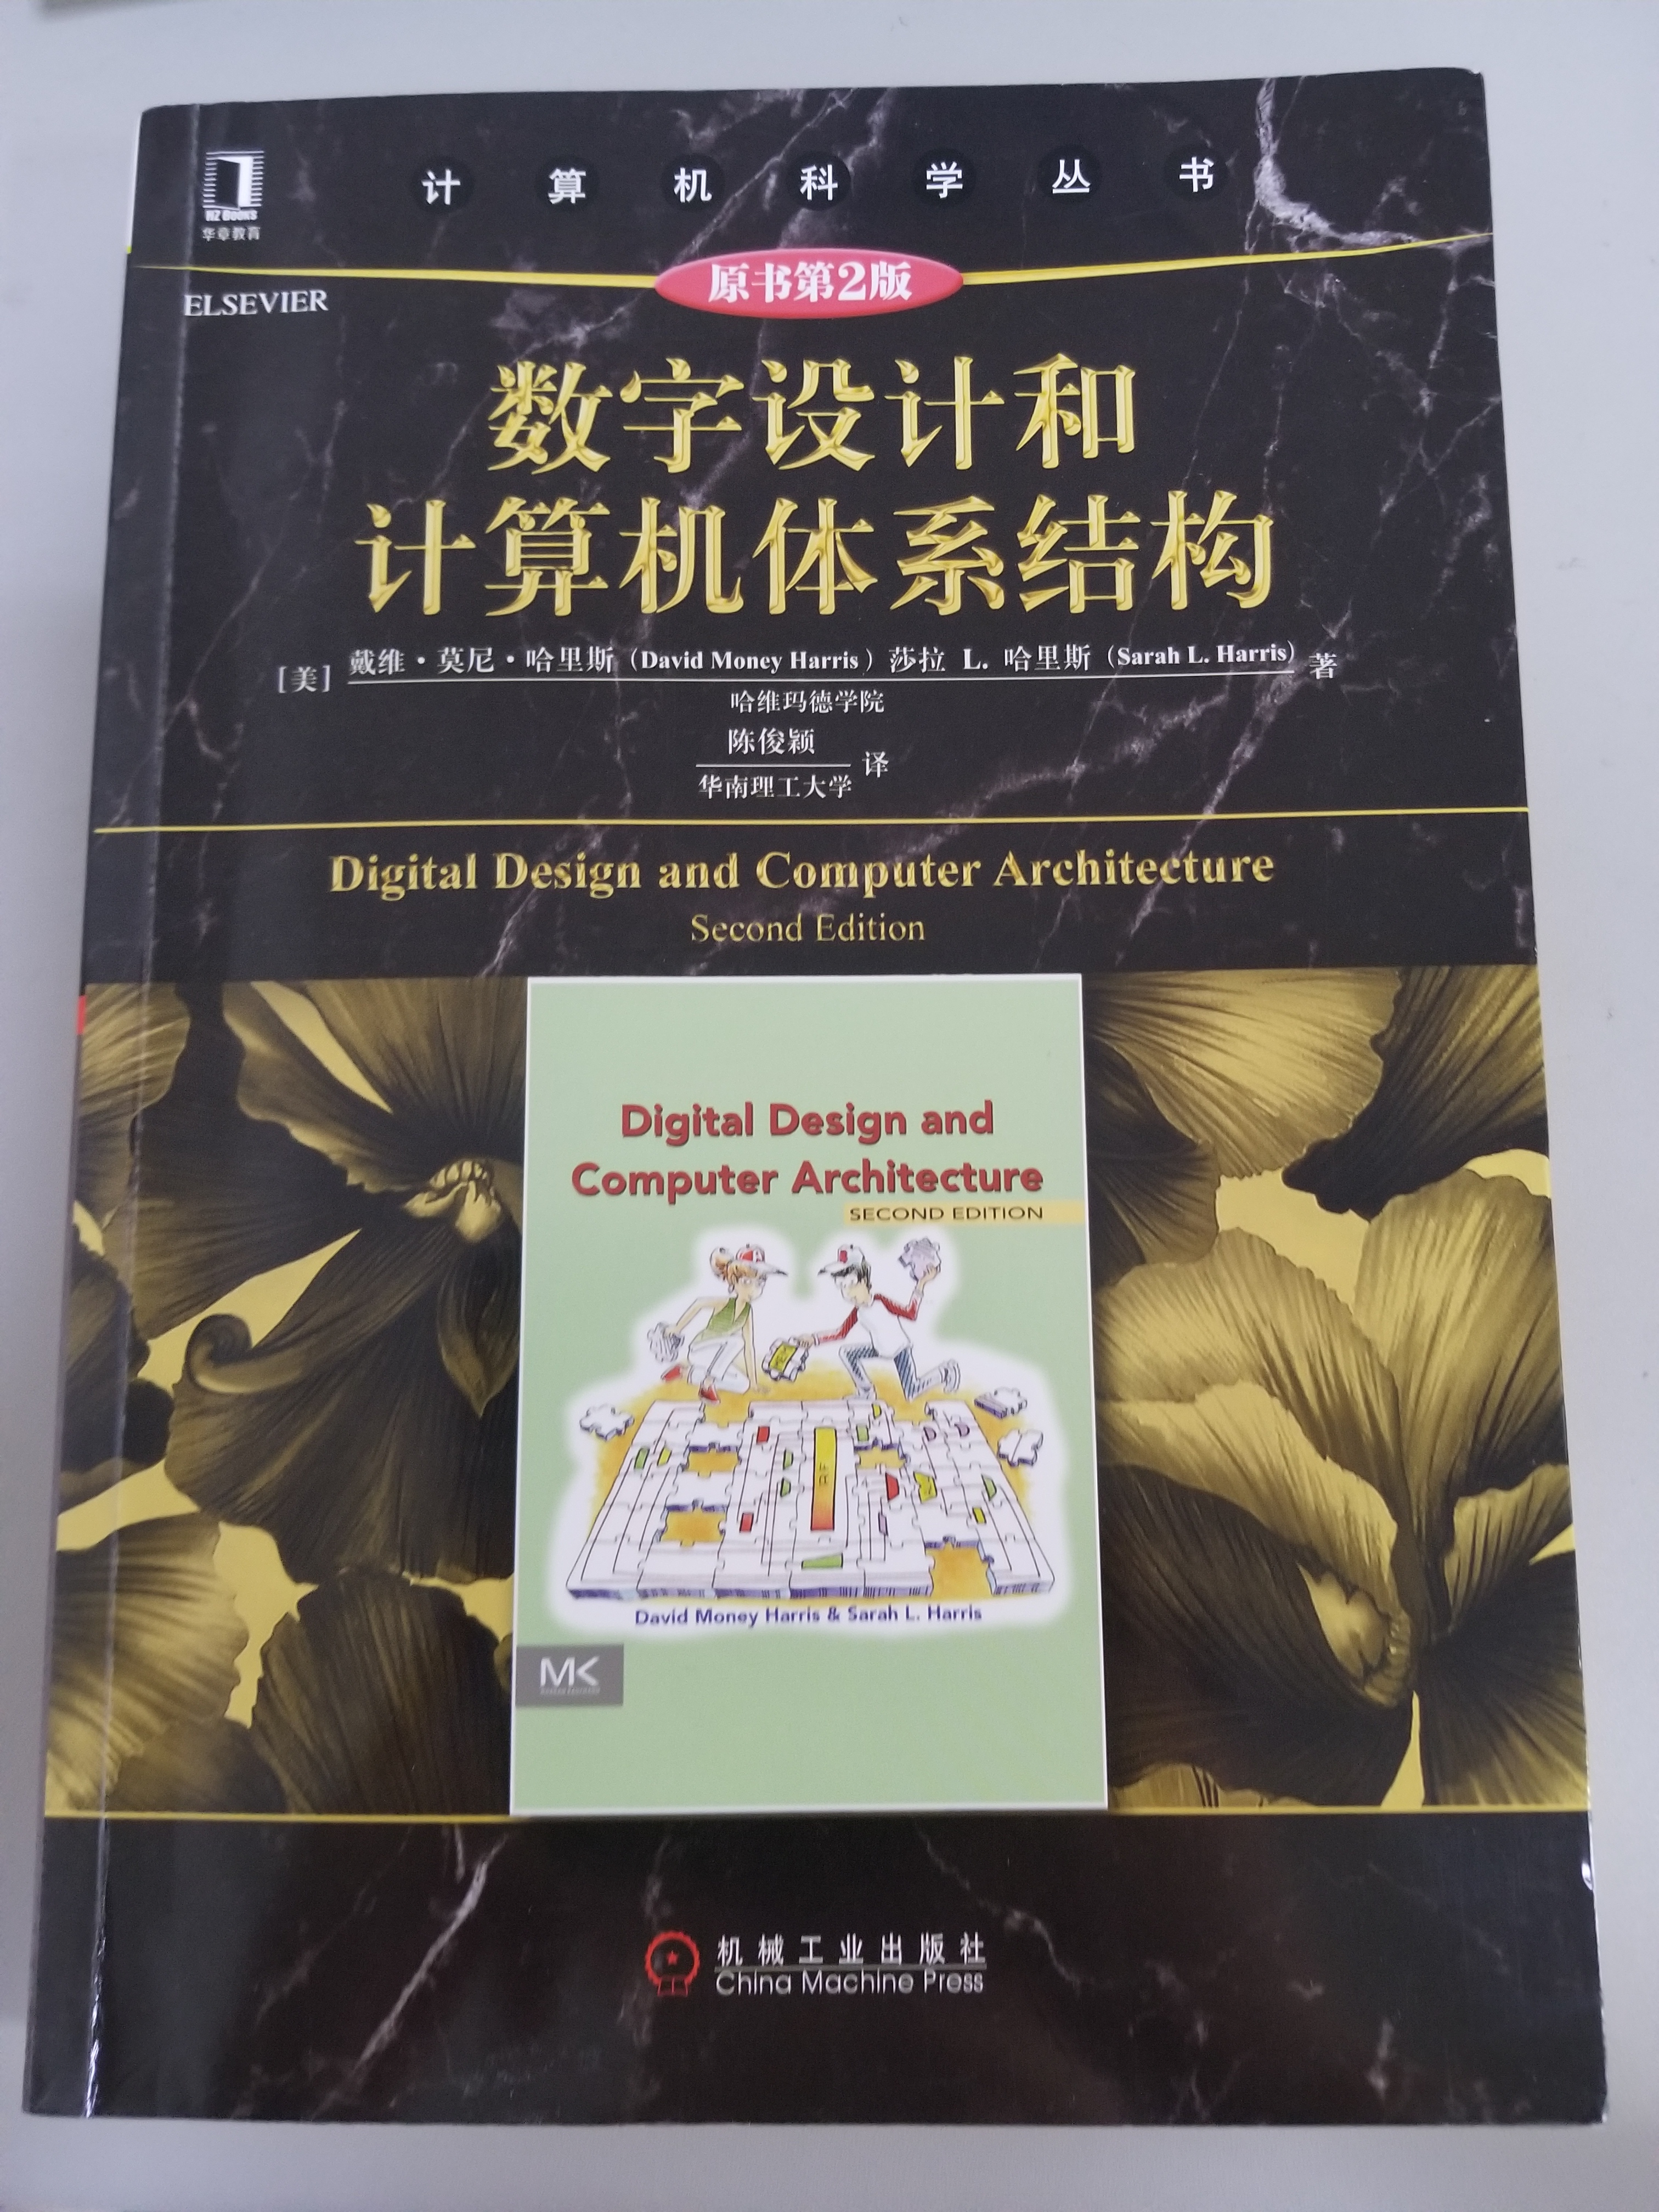 计算机科学丛书
HZ Books
华章教育
原书第2版
ELSEVIER
数字设计和
计算机体系结构
[美] 戴维·莫尼·哈里斯（David Money Harris）莎拉 L. 哈里斯（Sarah L. Harris） 著
哈维玛德学院
陈俊颖
译
华南理工大学
Digital Design and Computer Architecture
Second Edition
Digital Design and
Computer Architecture
SECOND EDITION
RF
David Money Harris & Sarah L. Harris
MK
机械工业出版社
China Machine Press